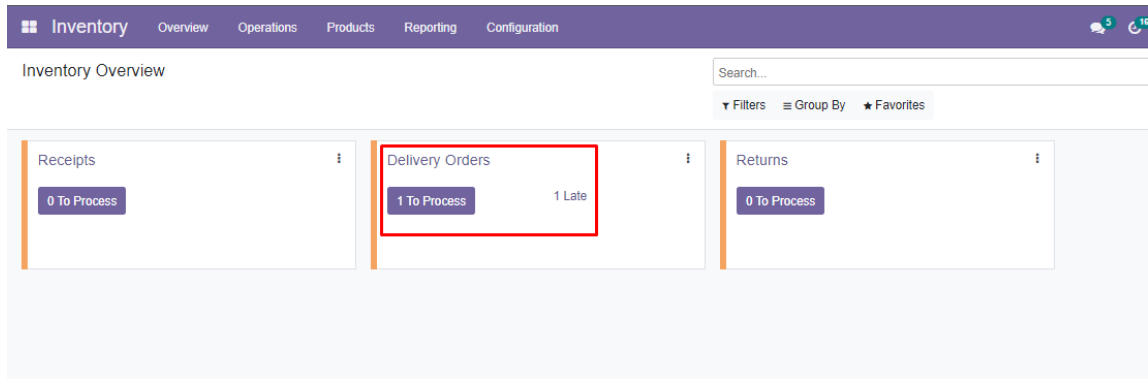 Inventory Overview Operations Products Reporting Configuration 5
Inventory Overview
Search...
Filters Group By Favorites
Receipts Delivery Orders Returns
0 To Process 1 To Process 1 Late 0 To Process